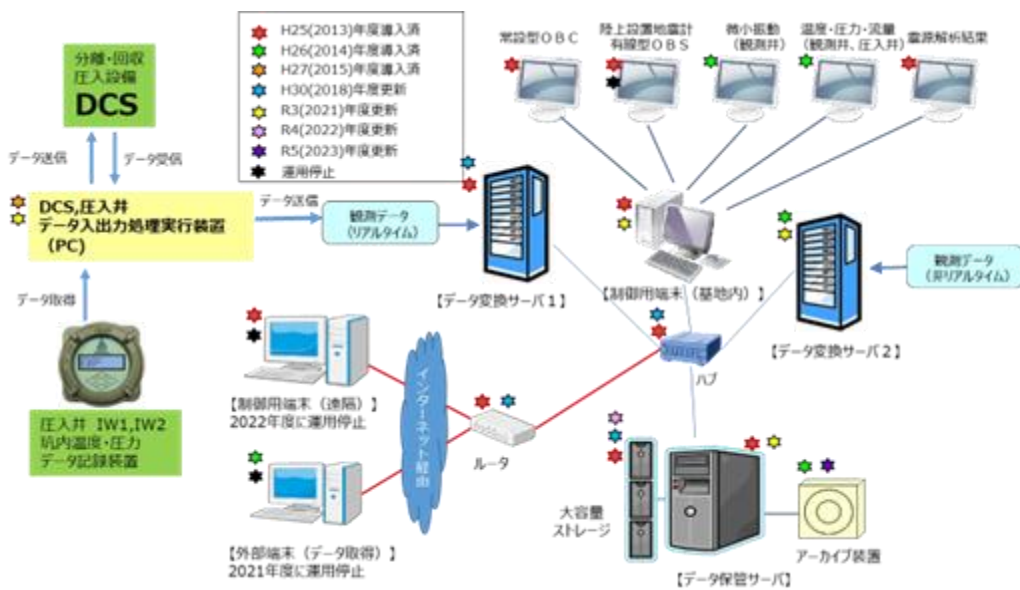 分離・回収
圧入設備
DCS
データ送信
データ受信
H25(2013)年度導入済
H26(2014)年度導入済
H27(2015)年度導入済
H30(2018)年度更新
R3(2021)年度更新
R4(2022)年度更新
R5(2023)年度更新
運用停止
常設型OBC
陸上設置地震計
有線型OBS
微小振動
(観測井)
温度・圧力・流量
(観測井、圧入井)
震源解析結果
DCS,圧入井
データ入出力処理実行装置
(PC)
データ送信
観測データ
(リアルタイム)
【データ変換サーバ1】
【制御用端末(基地内)】
観測データ
(非リアルタイム)
【データ変換サーバ2】
データ取得
圧入井 IW1,IW2
坑内温度・圧力
データ記録装置
【制御用端末(遠隔)】
2022年度に運用停止
インターネット経由
ルータ
ハブ
【外部端末(データ取得)】
2021年度に運用停止
大容量
ストレージ
【データ保管サーバ】
アーカイブ装置